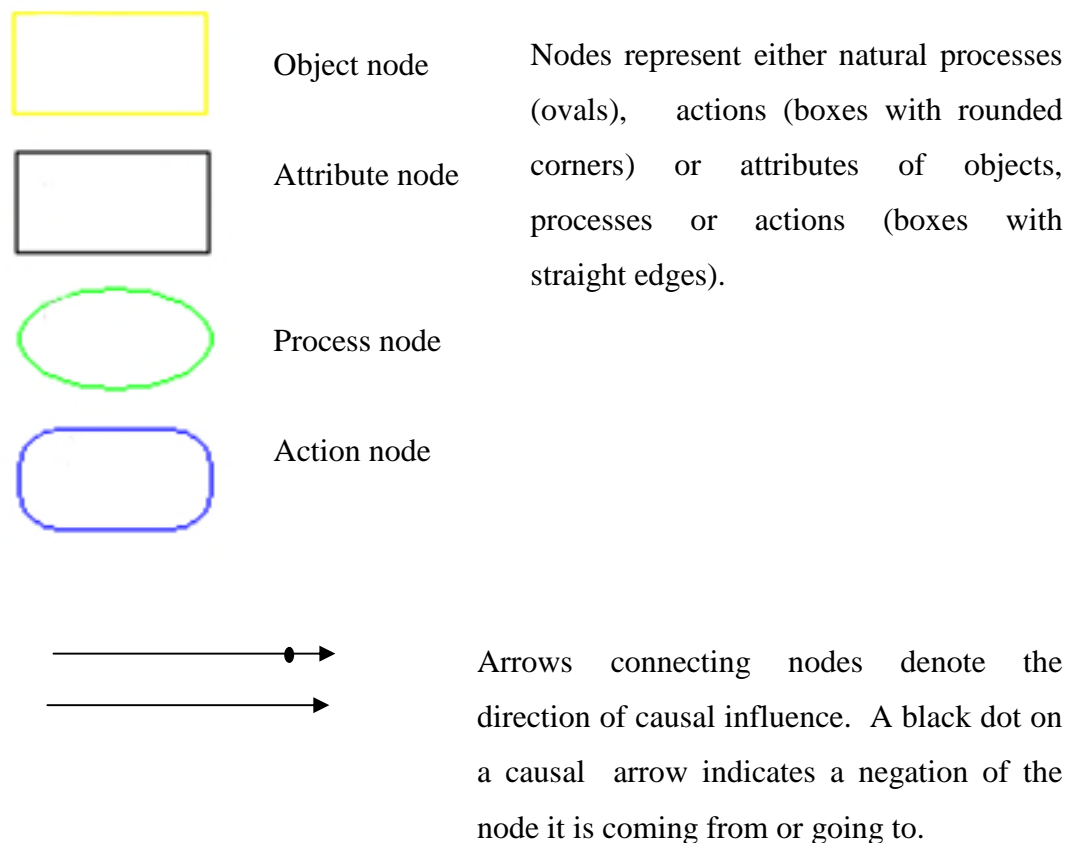 Object node
Nodes represent either natural processes
(ovals), actions (boxes with rounded
corners) or attributes of objects,
processes or actions (boxes with
straight edges).
Attribute node
Process node
Action node
Arrows connecting nodes denote the
direction of causal influence. A black dot on
a causal arrow indicates a negation of the
node it is coming from or going to.